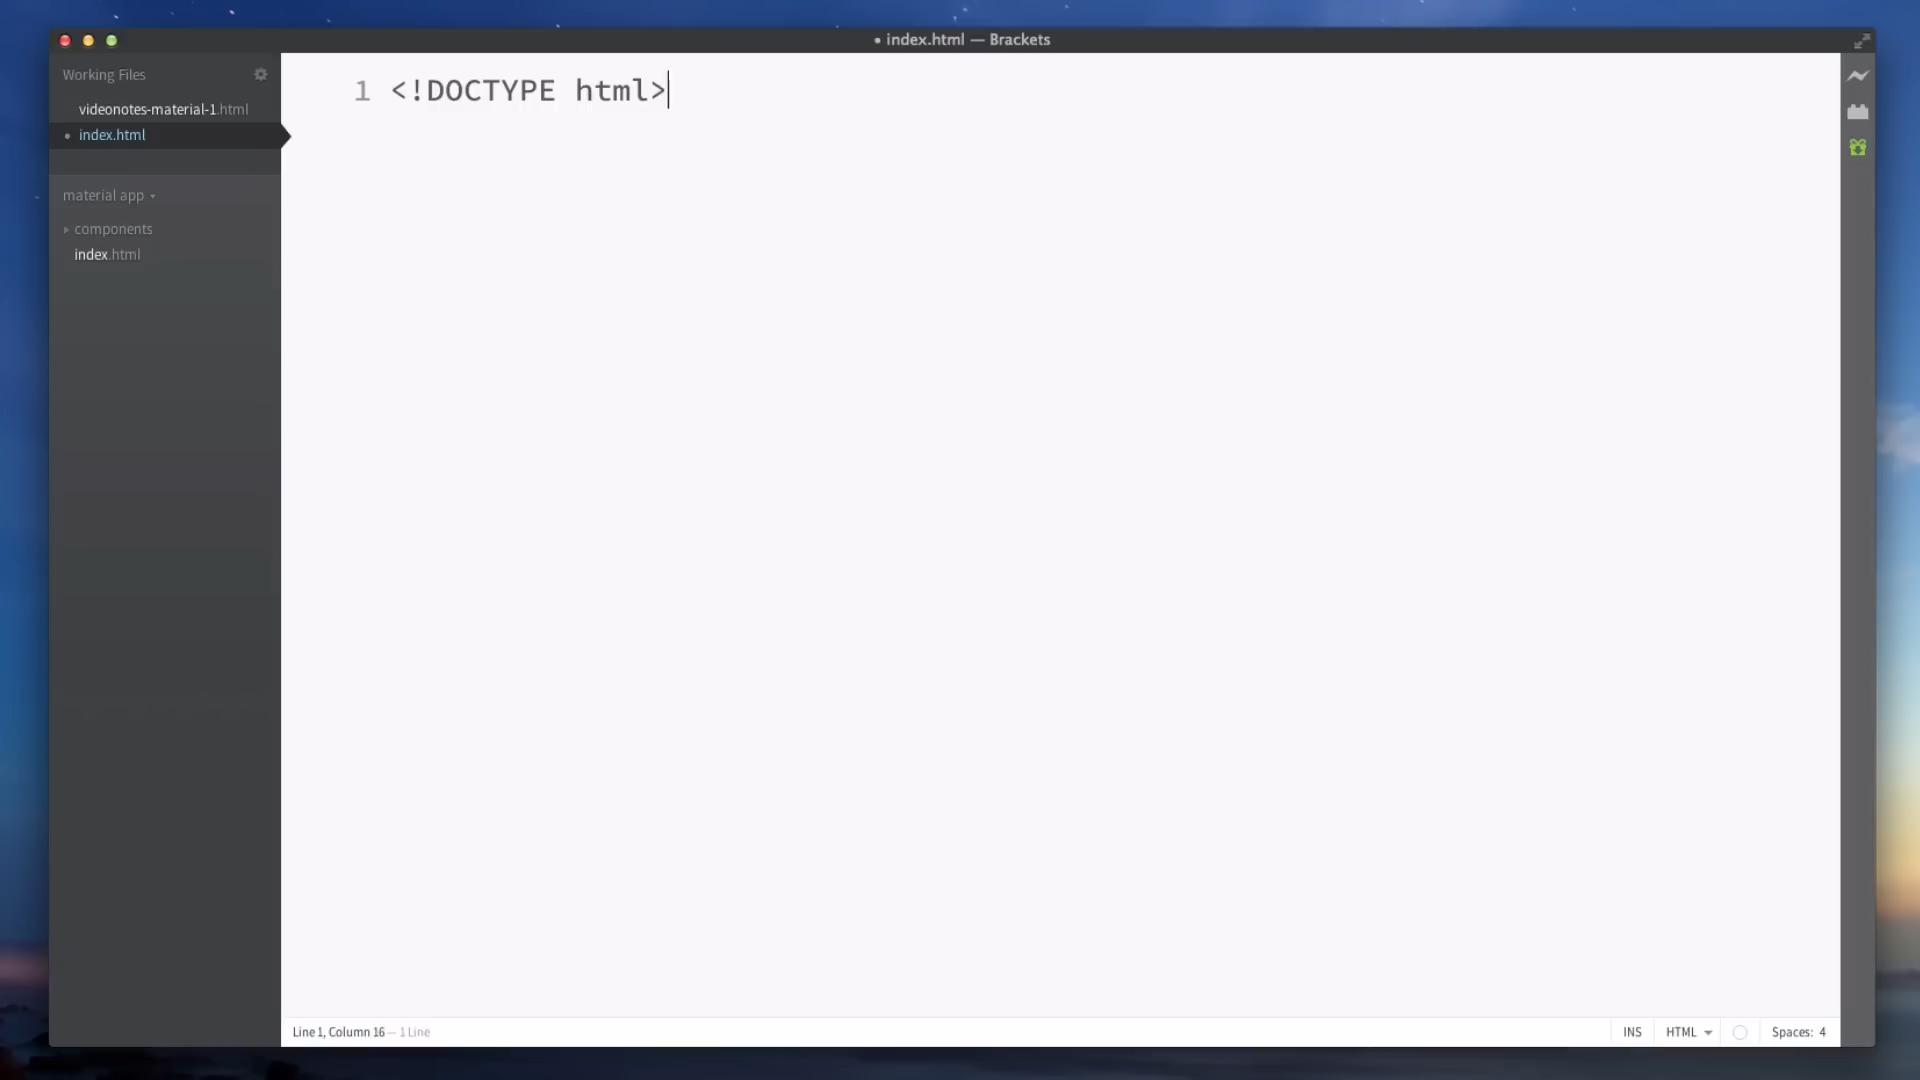 • index.html — Brackets
Working Files
videonotes-material-1.html
• index.html
material app
components
index.html
1 <!DOCTYPE html>
Line 1, Column 16 — 1 Line
INS
HTML
Spaces: 4